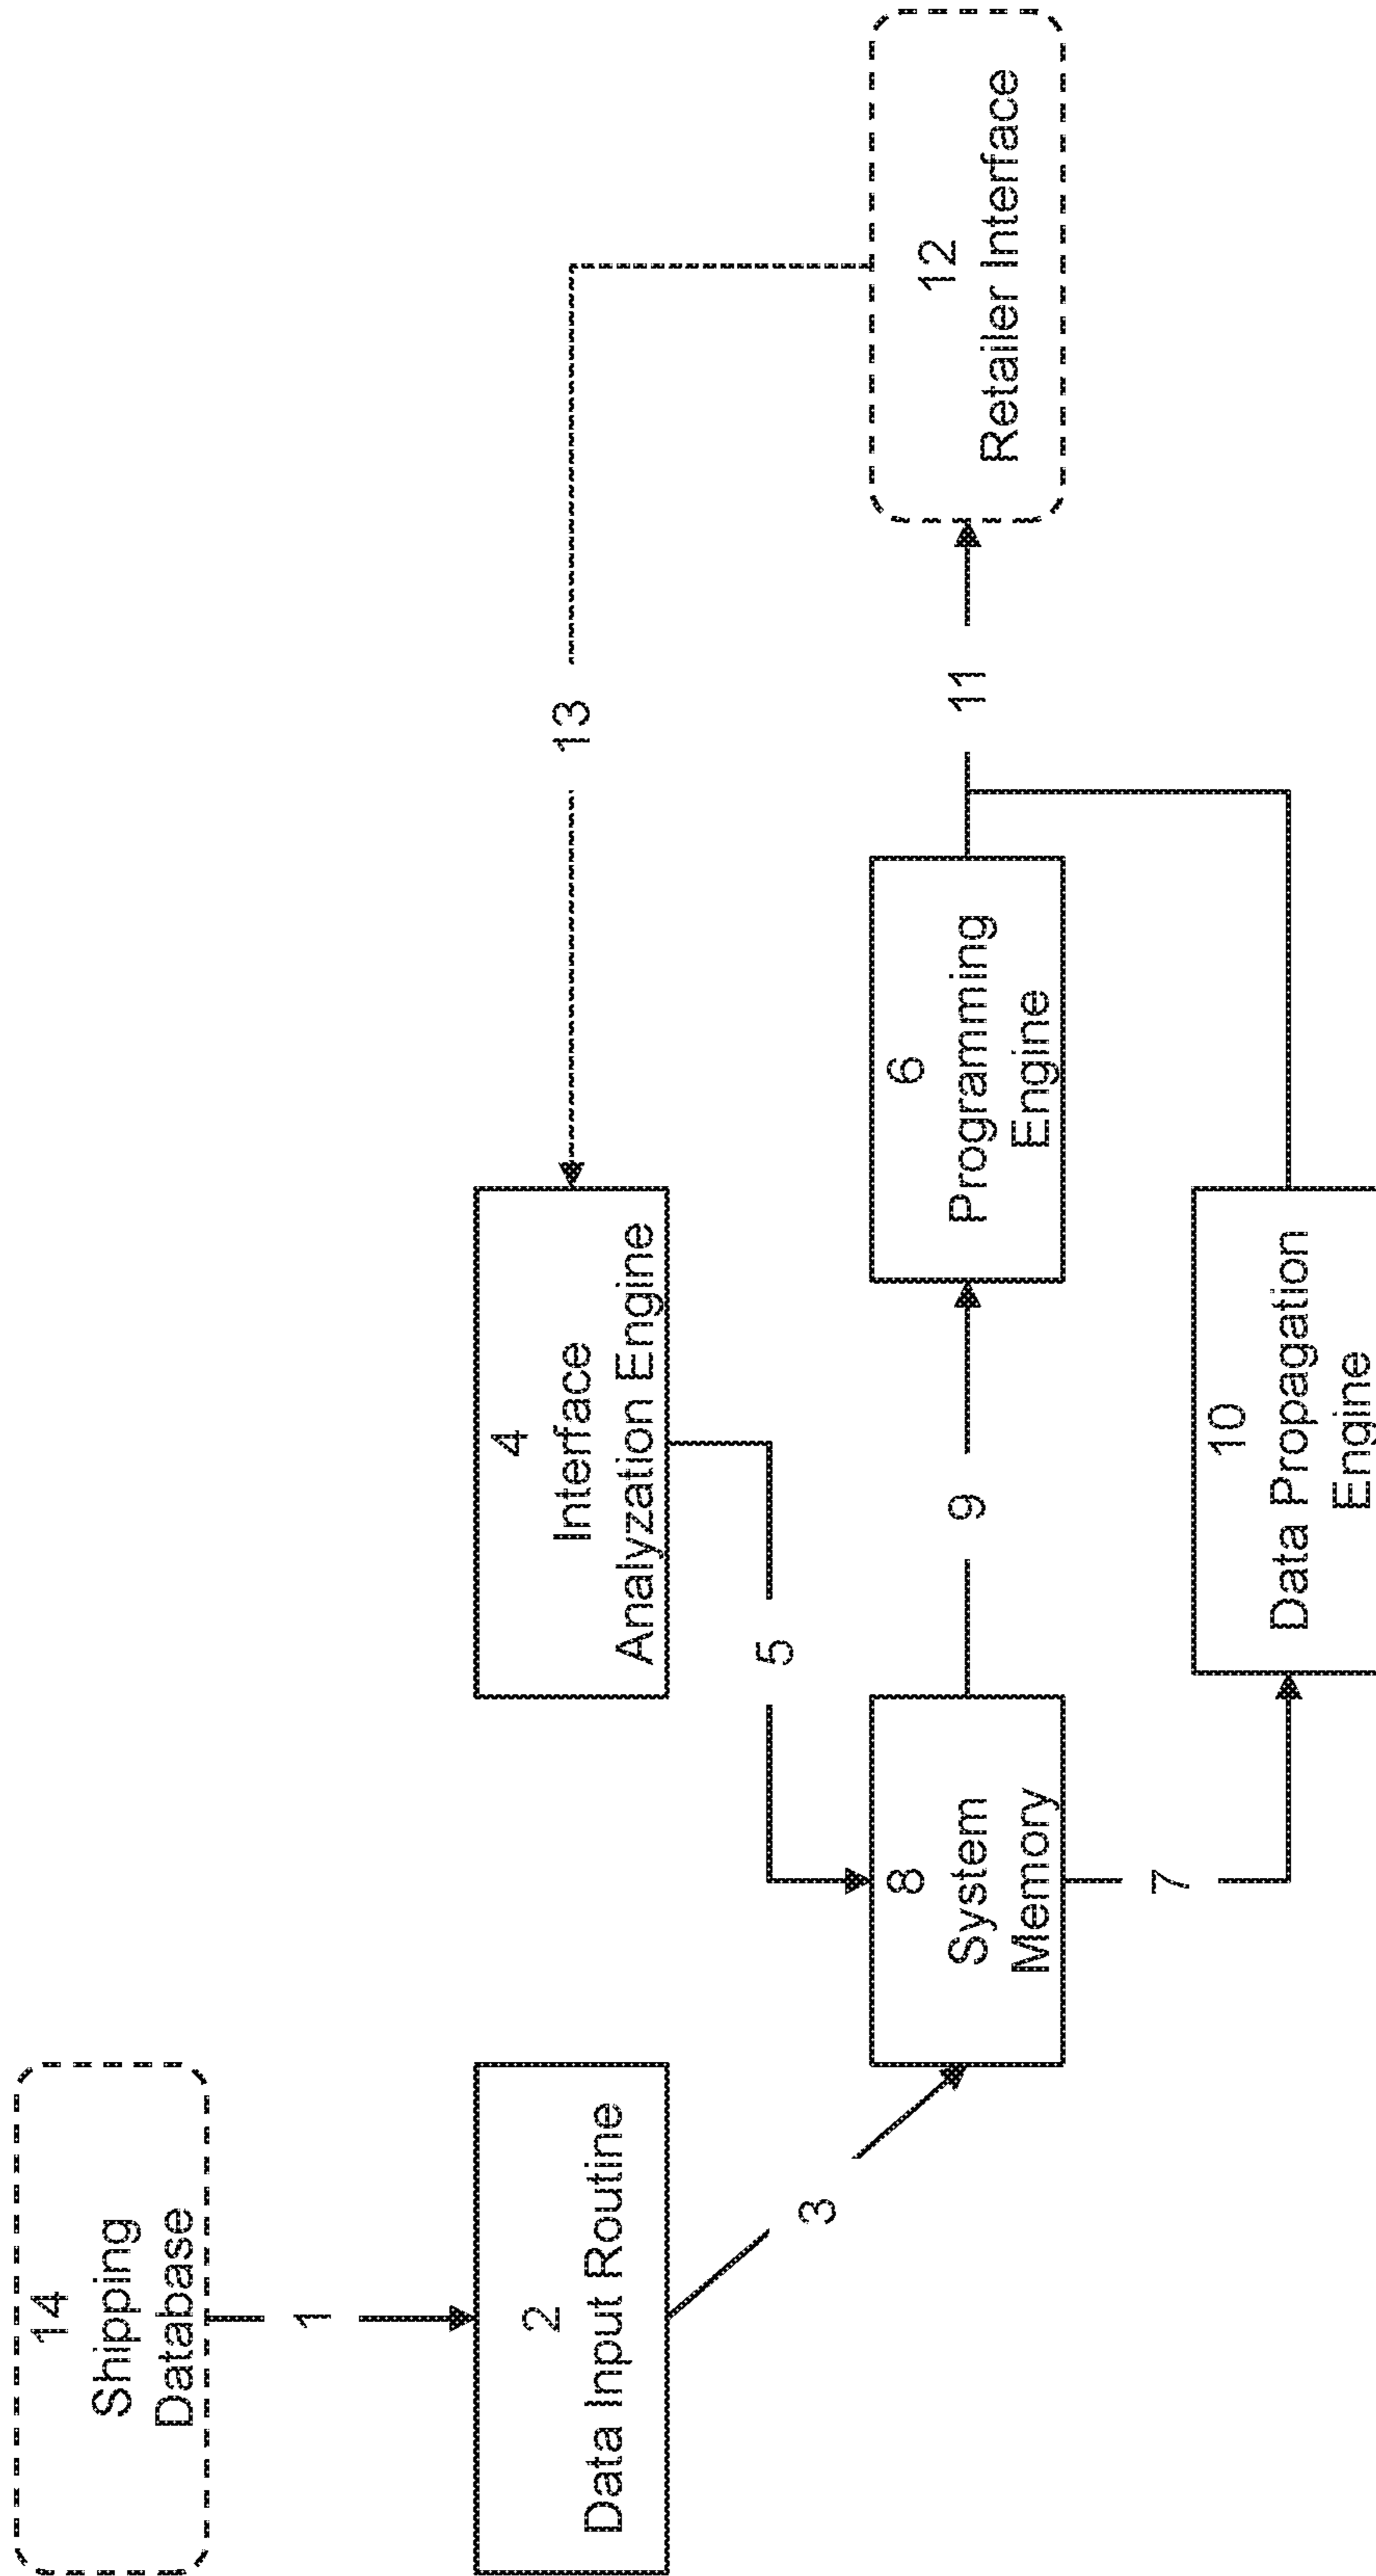 14
Shipping
Database
1
2
Data Input Routine
3
4
Interface
Analyzation Engine
13
5
8
System
Memory
9
6
Programming
Engine
11
12
Retailer Interface
7
10
Data Propagation
Engine